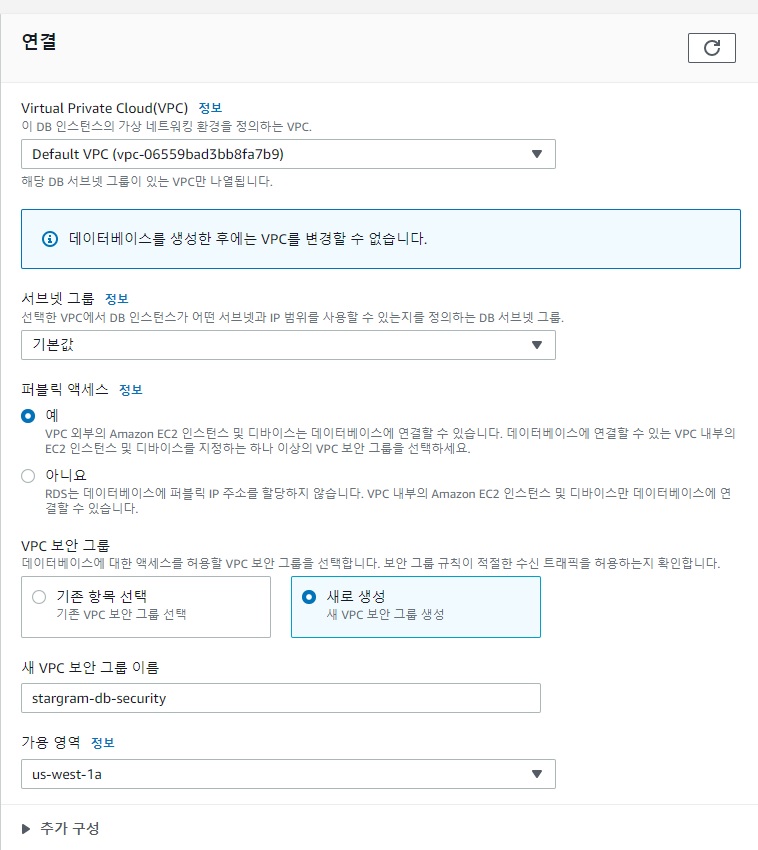 연결
Virtual Private Cloud(VPC) 정보
이 DB 인스턴스의 가상 네트워킹 환경을 정의하는 VPC.
Default VPC (vpc-06559bad3bb8fa7b9)
해당 DB 서브넷 그룹이 있는 VPC만 나열됩니다.
데이터베이스를 생성한 후에는 VPC를 변경할 수 없습니다.
서브넷 그룹 정보
선택한 VPC에서 DB 인스턴스가 어떤 서브넷과 IP 범위를 사용할 수 있는지를 정의하는 DB 서브넷 그룹.
기본값
퍼블릭 액세스 정보
예
VPC 외부의 Amazon EC2 인스턴스 및 디바이스는 데이터베이스에 연결할 수 있습니다. 데이터베이스에 연결할 수 있는 VPC 내부의
EC2 인스턴스 및 디바이스를 지정하는 하나 이상의 VPC 보안 그룹을 선택하세요.
아니요
RDS는 데이터베이스에 퍼블릭 IP 주소를 할당하지 않습니다. VPC 내부의 Amazon EC2 인스턴스 및 디바이스만 데이터베이스에 연
결할 수 있습니다.
VPC 보안 그룹
데이터베이스에 대한 액세스를 허용할 VPC 보안 그룹을 선택합니다. 보안 그룹 규칙이 적절한 수신 트래픽을 허용하는지 확인합니다.
기존 항목 선택
기존 VPC 보안 그룹 선택
새로 생성
새 VPC 보안 그룹 생성
새 VPC 보안 그룹 이름
stargram-db-security
가용 영역 정보
us-west-1a
추가 구성